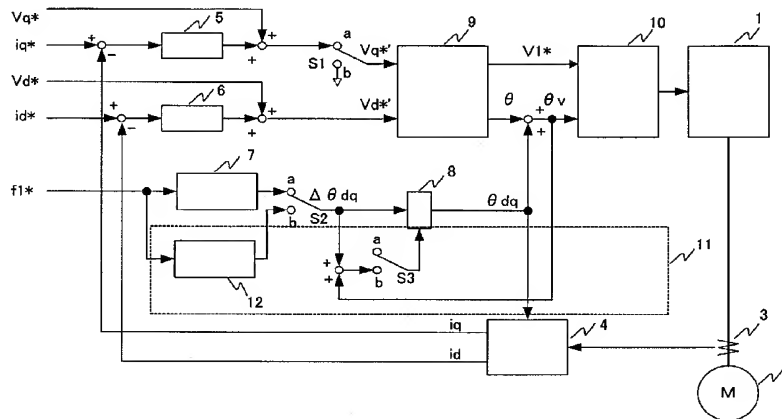 Vq*
iq*
Vd*
id*
f1*
5
6
7
8
9
10
1
11
12
3
4
M
+
−
+
+
a
b
S1
Vq*'
Vd*'
V1*
θ
θv
+
+
+
−
+
+
a
b
S2
Δθdq
θdq
+
+
a
b
S3
iq
id